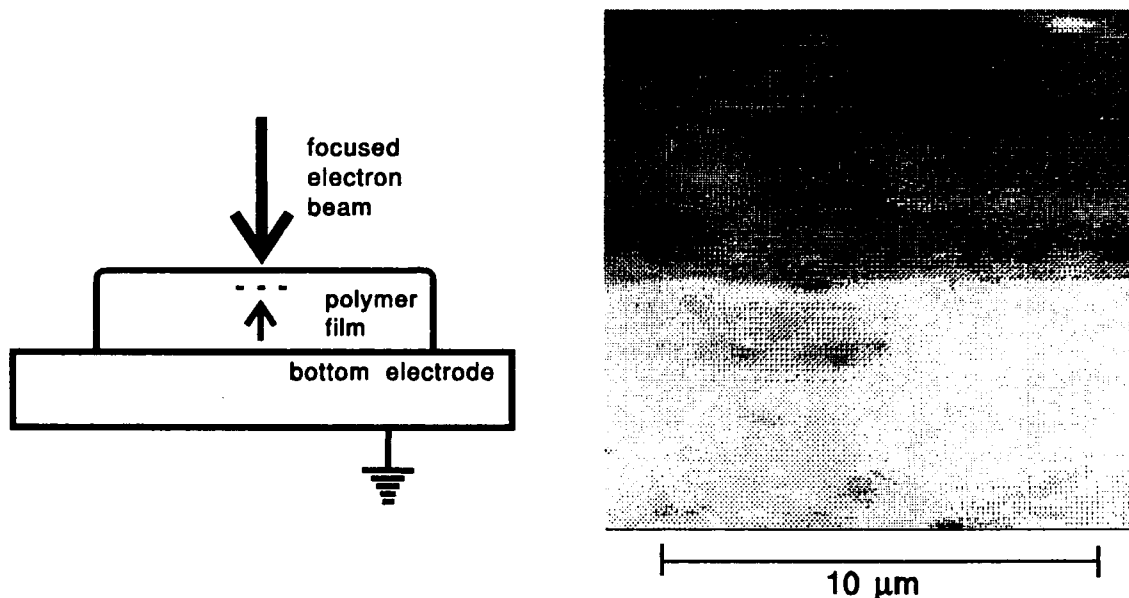 focused
electron
beam
polymer
film
bottom electrode
10 μm